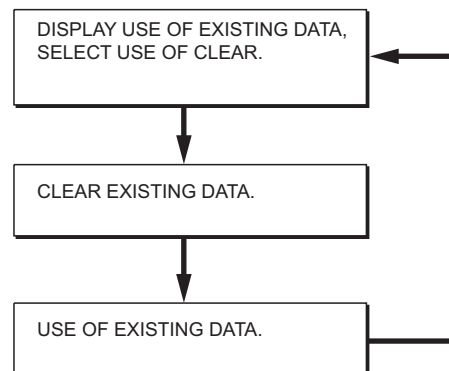 DISPLAY USE OF EXISTING DATA,
SELECT USE OF CLEAR.
CLEAR EXISTING DATA.
USE OF EXISTING DATA.